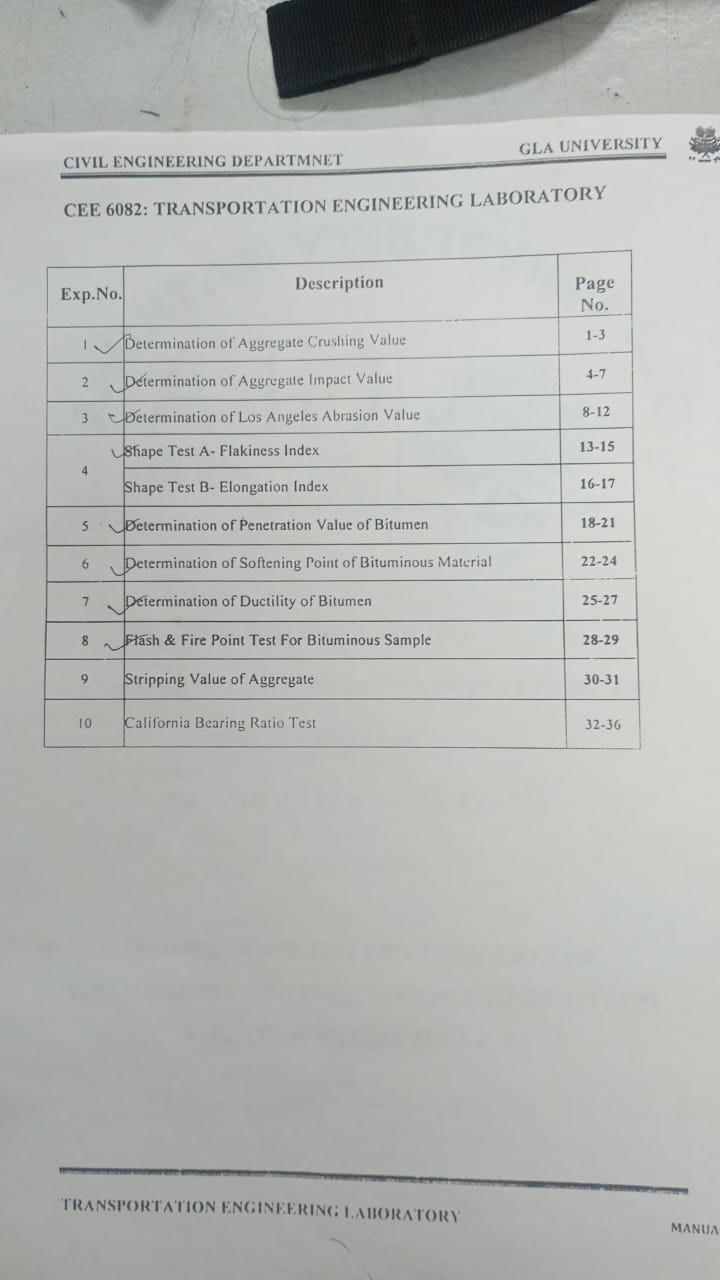 CIVIL ENGINEERING DEPARTMNET GLA UNIVERSITY
CEE 6082: TRANSPORTATION ENGINEERING LABORATORY
Exp.No. Description Page No.
1 Determination of Aggregate Crushing Value 1-3
2 Determination of Aggregate Impact Value 4-7
3 Determination of Los Angeles Abrasion Value 8-12
4 Shape Test A- Flakiness Index 13-15
Shape Test B- Elongation Index 16-17
5 Determination of Penetration Value of Bitumen 18-21
6 Determination of Softening Point of Bituminous Material 22-24
7 Determination of Ductility of Bitumen 25-27
8 Flash & Fire Point Test For Bituminous Sample 28-29
9 Stripping Value of Aggregate 30-31
10 California Bearing Ratio Test 32-36
TRANSPORTATION ENGINEERING LABORATORY
MANUA